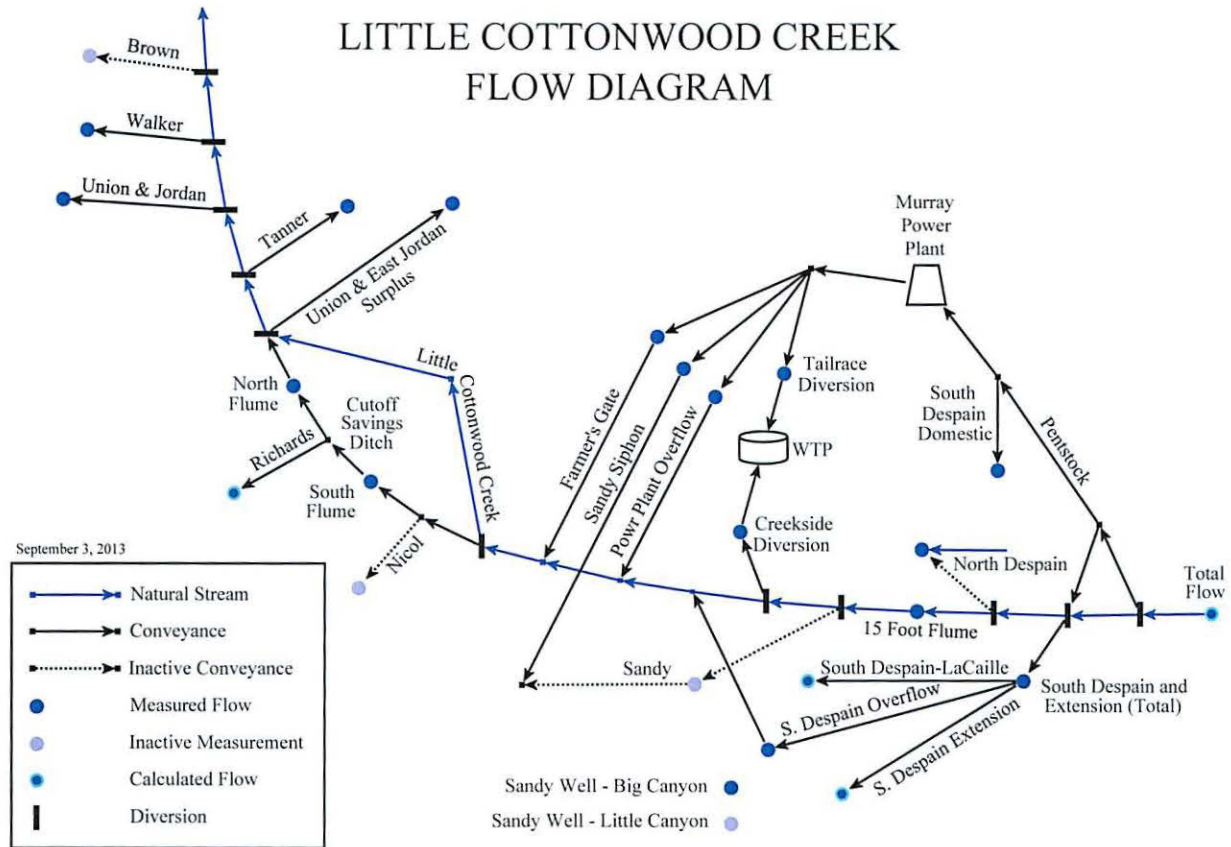 LITTLE COTTONWOOD CREEK
FLOW DIAGRAM
Brown
Walker
Union & Jordan
Tanner
Union & East Jordan
Surplus
Murray
Power
Plant
Little
Cottonwood Creek
North
Flume
Cutoff
Savings
Ditch
Richards
South
Flume
Nicol
Farmer's Gate
Sandy Siphon
Powr Plant Overflow
Tailrace
Diversion
WTP
Creekside
Diversion
South
Despain
Domestic
Pentstock
North Despain
Total
Flow
15 Foot Flume
Sandy
South Despain-LaCaille
S. Despain Overflow
S. Despain Extension
South Despain and
Extension (Total)
Sandy Well - Big Canyon
Sandy Well - Little Canyon
September 3, 2013
Natural Stream
Conveyance
Inactive Conveyance
Measured Flow
Inactive Measurement
Calculated Flow
Diversion